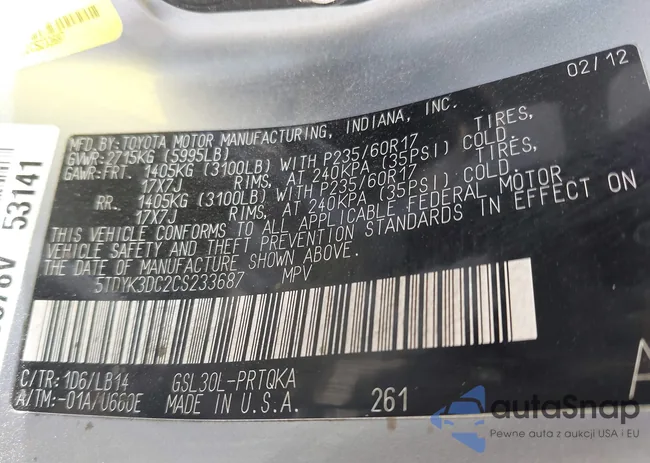 02/12
MFD.BY:TOYOTA MOTOR MANUFACTURING, INDIANA, INC.
GVWR:2715KG (5995LB)
GAWR:FRT. 1405KG (3100LB) WITH P235/60R17 TIRES,
17X7J RIMS, AT 240KPA (35PSI) COLD.
RR. 1405KG (3100LB) WITH P235/60R17 TIRES,
17X7J RIMS, AT 240KPA (35PSI) COLD.
THIS VEHICLE CONFORMS TO ALL APPLICABLE FEDERAL MOTOR
VEHICLE SAFETY AND THEFT PREVENTION STANDARDS IN EFFECT ON
THE DATE OF MANUFACTURE SHOWN ABOVE.
5TDYK3DC2CS233687 MPV
C/TR:1D6/LB14 GSL30L-PRTQKA
A/TM:-01A/U660E MADE IN U.S.A. 261
A
53141
autoSnap
Pewne auta z aukcji USA i EU